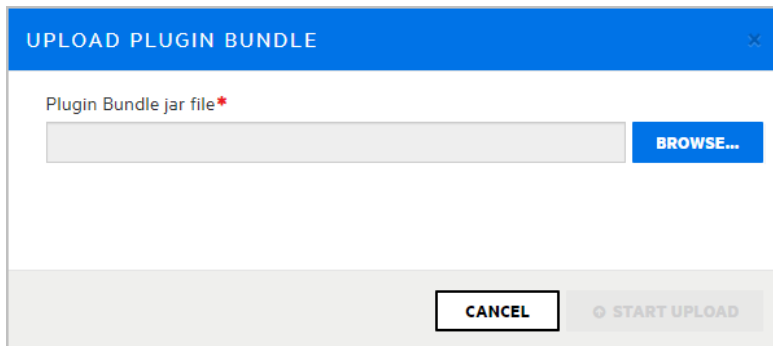 UPLOAD PLUGIN BUNDLE
Plugin Bundle jar file*
BROWSE...
CANCEL
START UPLOAD